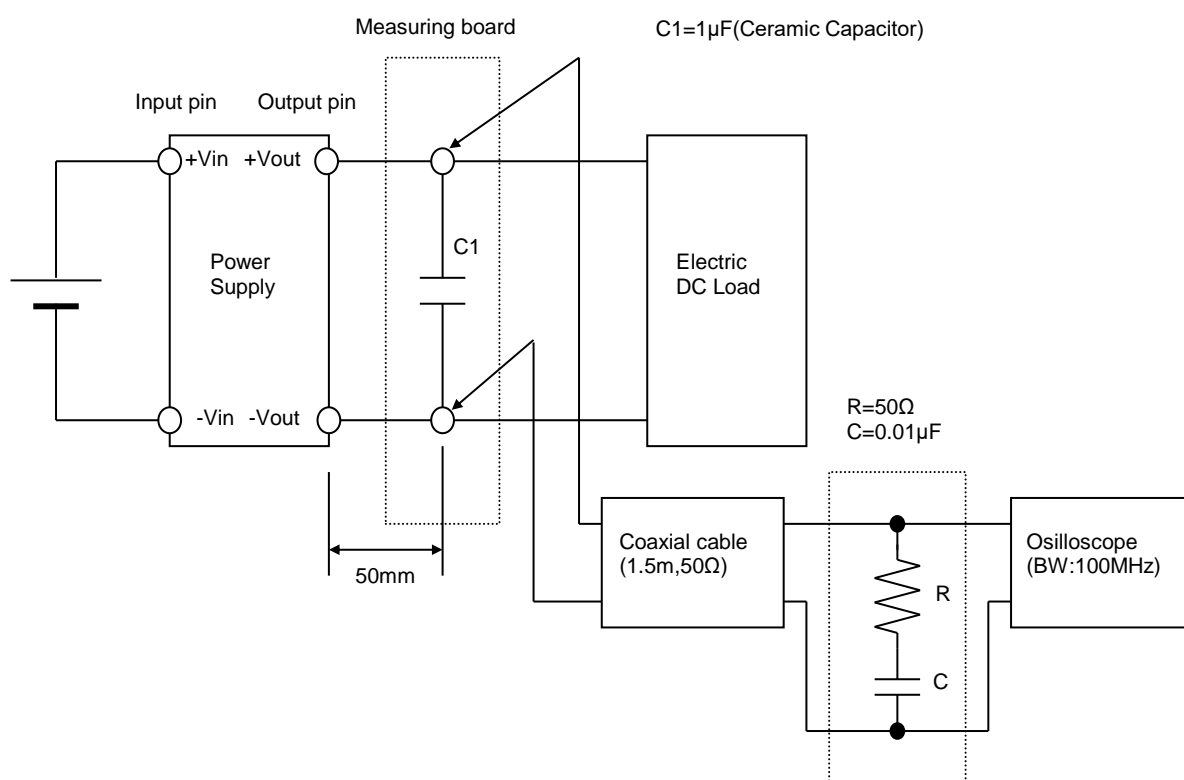 Measuring board
C1=1µF(Ceramic Capacitor)
Input pin
Output pin
+Vin
+Vout
C1
Power
Supply
Electric
DC Load
-Vin
-Vout
R=50Ω
C=0.01µF
50mm
Coaxial cable
(1.5m,50Ω)
R
C
Osilloscope
(BW:100MHz)